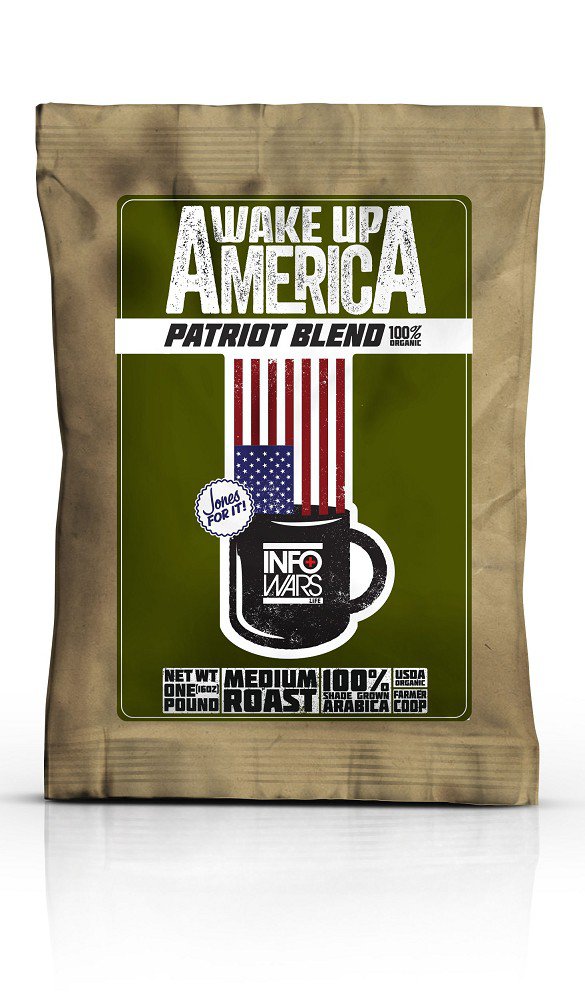 WAKE UP
AMERICA
PATRIOT BLEND 100%
ORGANIC
Jones
FOR IT!
INFO
WARS
LIFE
NET WT
ONE (16OZ)
POUND
MEDIUM
ROAST
100%
SHADE GROWN
ARABICA
USDA
ORGANIC
FARMER
COOP